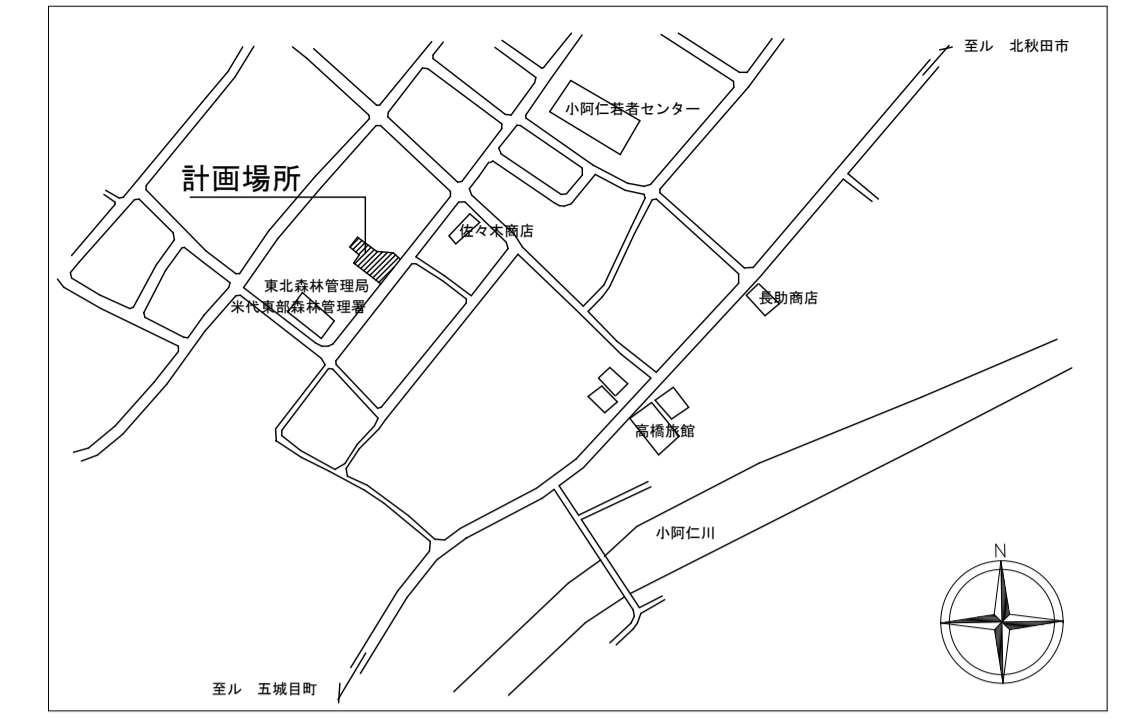 至ル　北秋田市
小阿仁若者センター
計画場所
佐々木商店
東北森林管理局
米代東部森林管理署
長助商店
高橋旅館
小阿仁川
N
至ル　五城目町